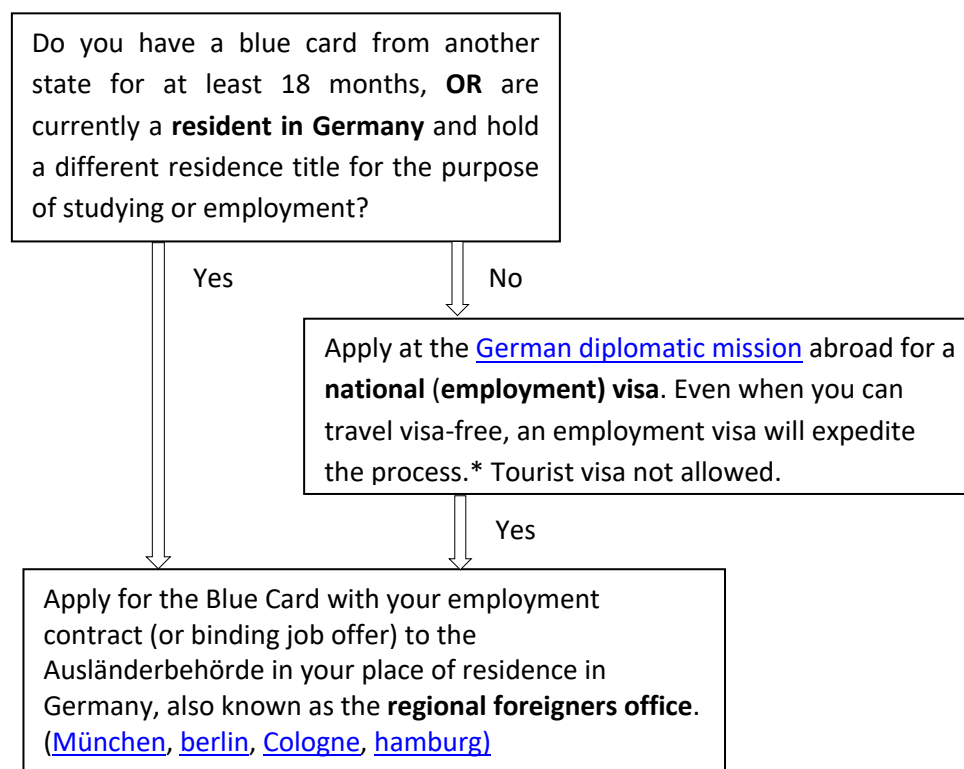 Do you have a blue card from another
state for at least 18 months, OR are
currently a resident in Germany and hold
a different residence title for the purpose
of studying or employment?
Yes
No
Apply at the German diplomatic mission abroad for a
national (employment) visa. Even when you can
travel visa-free, an employment visa will expedite
the process.* Tourist visa not allowed.
Yes
Apply for the Blue Card with your employment
contract (or binding job offer) to the
Ausländerbehörde in your place of residence in
Germany, also known as the regional foreigners office.
(München, berlin, Cologne, hamburg)